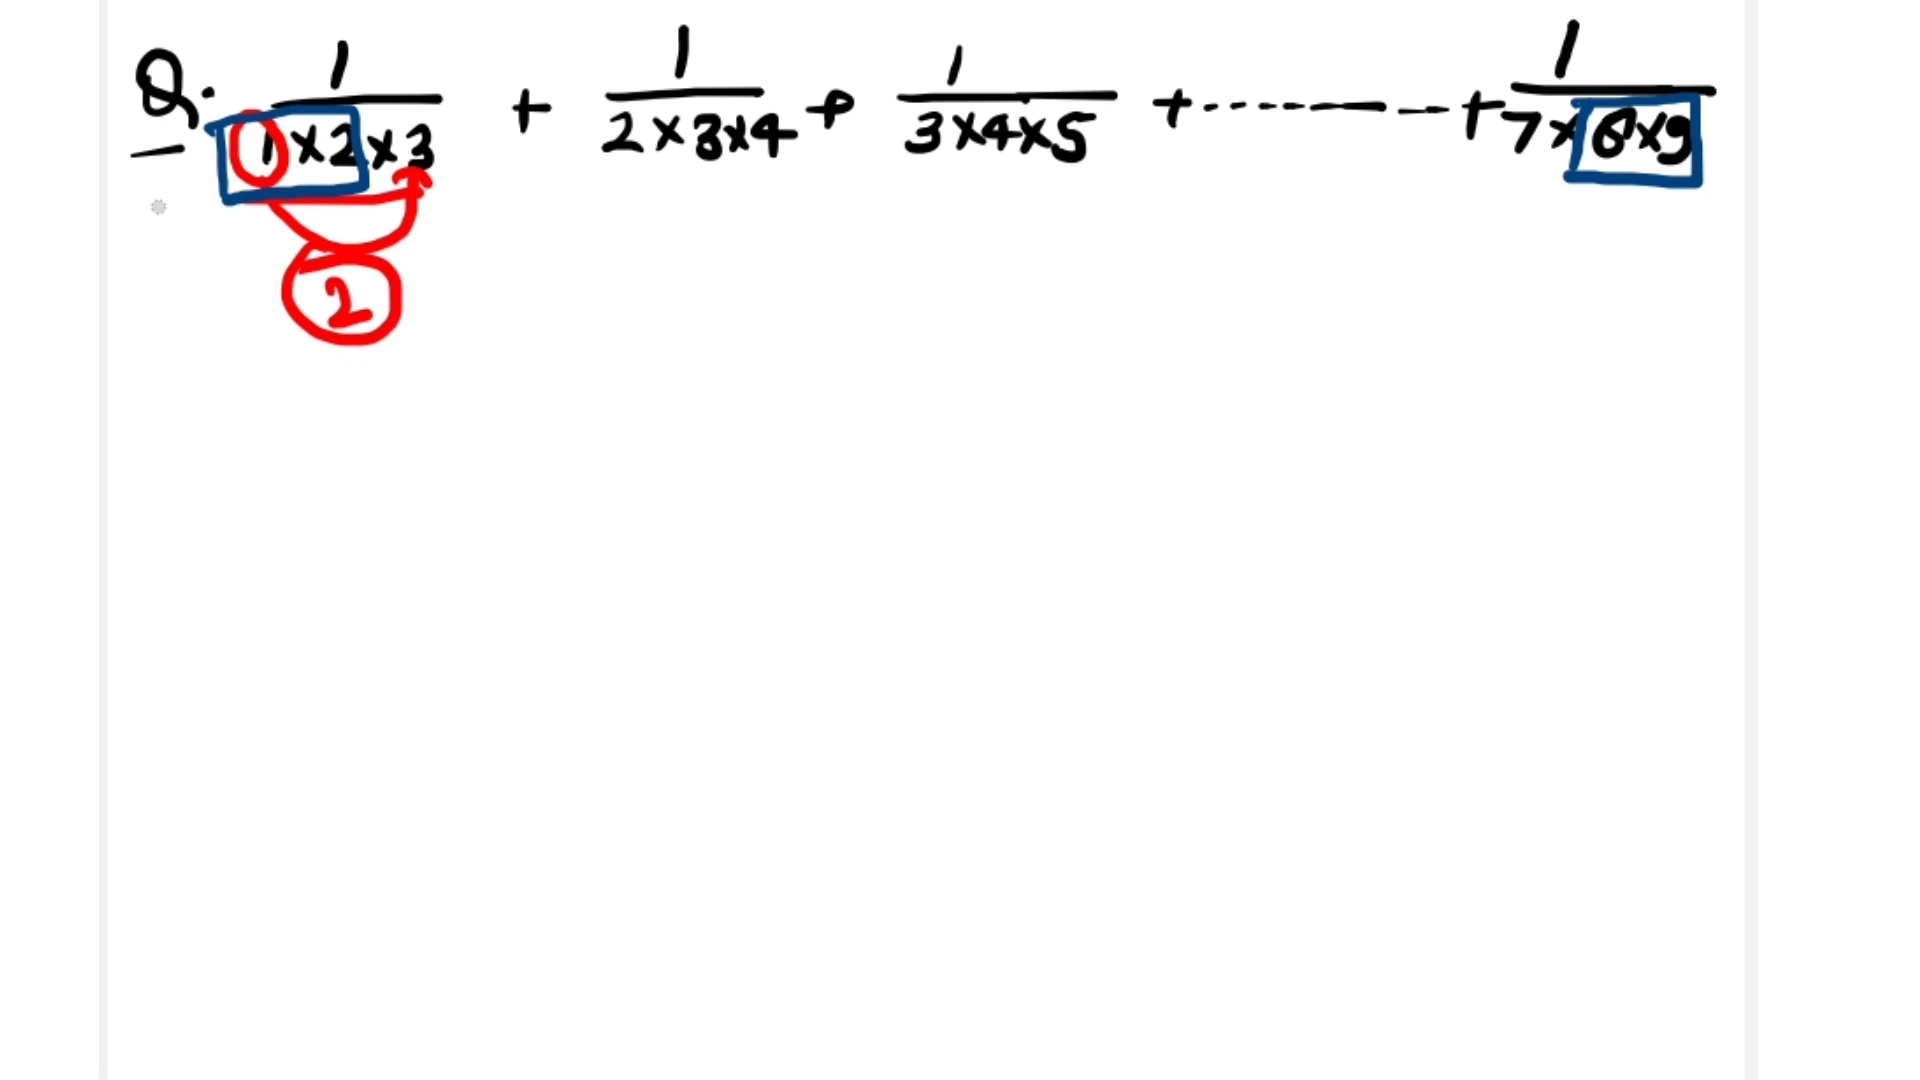 Q. 1/1×2×3 + 1/2×3×4 + 1/3×4×5 + -------- + 1/7×8×9
2